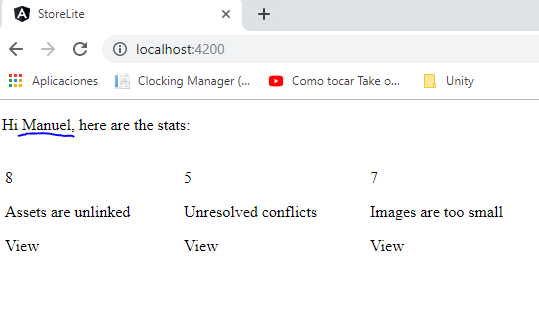 StoreLite
localhost:4200
Aplicaciones Clocking Manager (... Como tocar Take o... Unity
Hi Manuel, here are the stats:
8 5 7
Assets are unlinked Unresolved conflicts Images are too small
View View View